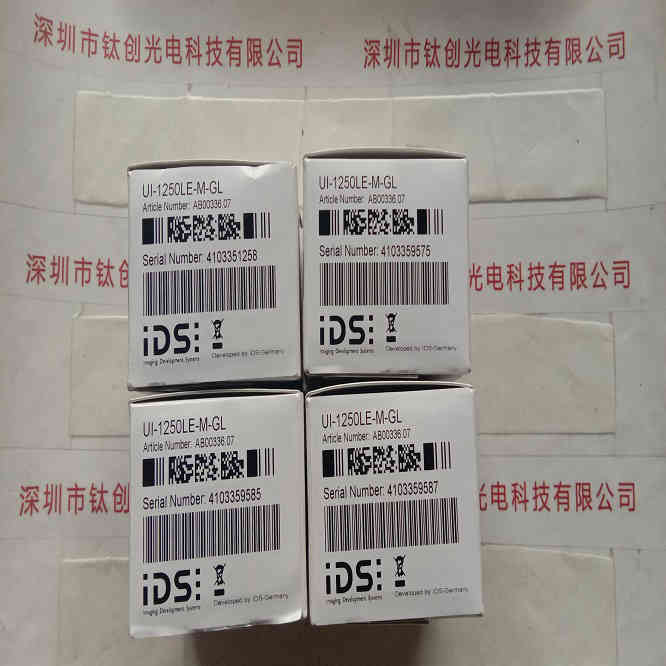 深圳市钛创光电科技有限公司
深圳市钛创光电科技有限公司
UI-1250LE-M-GL
Article Number: AB00336.07
Serial Number: 4103351258
iDS:
Imaging Development Systems
Developed by IDS-Germany
UI-1250LE-M-GL
Article Number: AB00336.07
Serial Number: 4103359575
iDS:
Imaging Development Systems
Developed by IDS-Germany
深圳市钛创
光电科技有限公司
UI-1250LE-M-GL
Article Number: AB00336.07
Serial Number: 4103359585
iDS:
Imaging Development Systems
Developed by IDS-Germany
UI-1250LE-M-GL
Article Number: AB00336.07
Serial Number: 4103359587
iDS:
Imaging Development Systems
Developed by IDS-Germany
深圳市钛创
光电科技有限公司